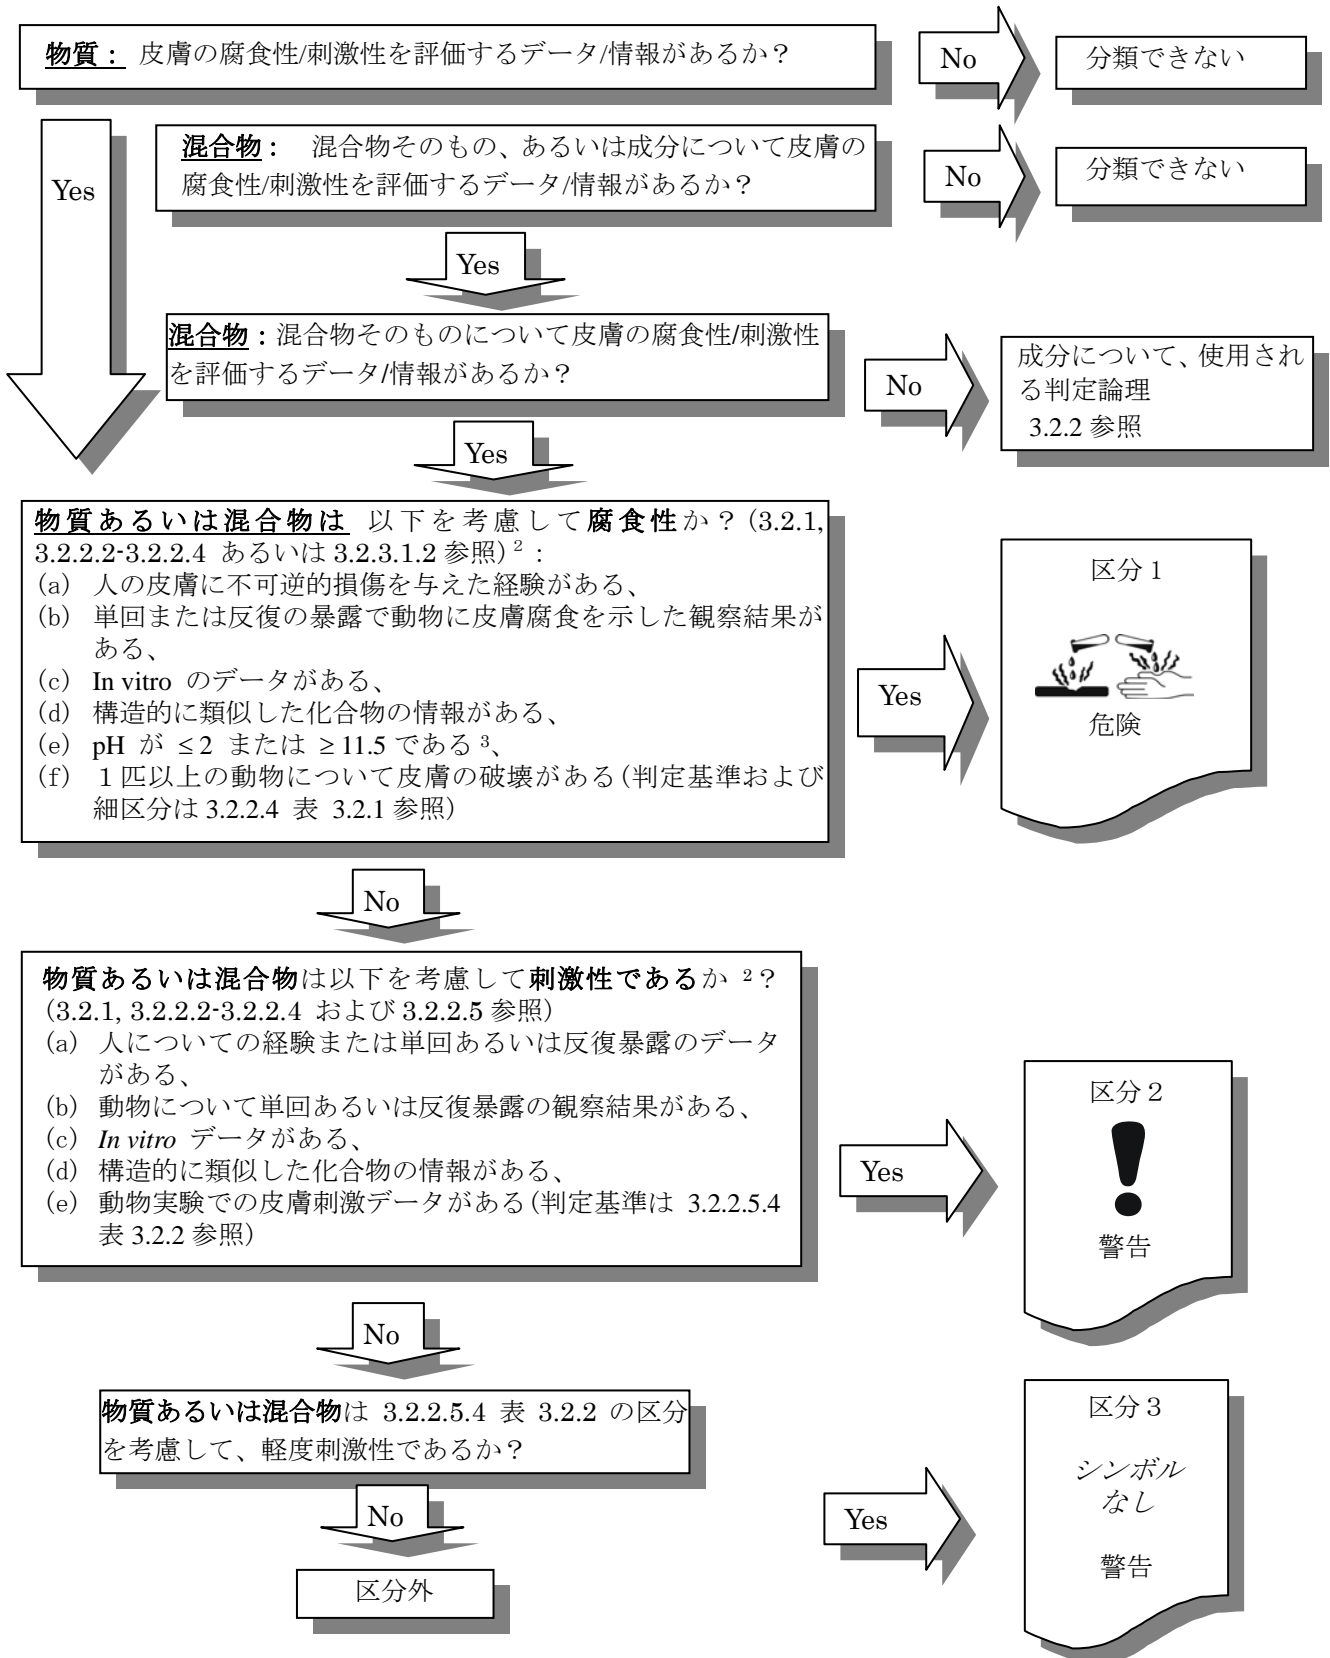 物質： 皮膚の腐食性/刺激性を評価するデータ/情報があるか？
No
分類できない
Yes
混合物： 混合物そのもの、あるいは成分について皮膚の
腐食性/刺激性を評価するデータ/情報があるか？
No
分類できない
Yes
混合物：混合物そのものについて皮膚の腐食性/刺激性
を評価するデータ/情報があるか？
No
成分について、使用され
る判定論理
3.2.2 参照
Yes
物質あるいは混合物は 以下を考慮して腐食性か？(3.2.1,
3.2.2.2-3.2.2.4 あるいは 3.2.3.1.2 参照)²：
(a) 人の皮膚に不可逆的損傷を与えた経験がある、
(b) 単回または反復の暴露で動物に皮膚腐食を示した観察結果が
ある、
(c) In vitro のデータがある、
(d) 構造的に類似した化合物の情報がある、
(e) pH が ≤2 または ≥11.5 である³、
(f) １匹以上の動物について皮膚の破壊がある(判定基準および
細区分は 3.2.2.4 表 3.2.1 参照)
Yes
区分１
危険
No
物質あるいは混合物は以下を考慮して刺激性であるか ²？
(3.2.1, 3.2.2.2-3.2.2.4 および 3.2.2.5 参照)
(a) 人についての経験または単回あるいは反復暴露のデータ
がある、
(b) 動物について単回あるいは反復暴露の観察結果がある、
(c) In vitro データがある、
(d) 構造的に類似した化合物の情報がある、
(e) 動物実験での皮膚刺激データがある(判定基準は 3.2.2.5.4
表 3.2.2 参照)
Yes
区分２
警告
No
物質あるいは混合物は 3.2.2.5.4 表 3.2.2 の区分
を考慮して、軽度刺激性であるか？
Yes
区分３
シンボル
なし
警告
No
区分外